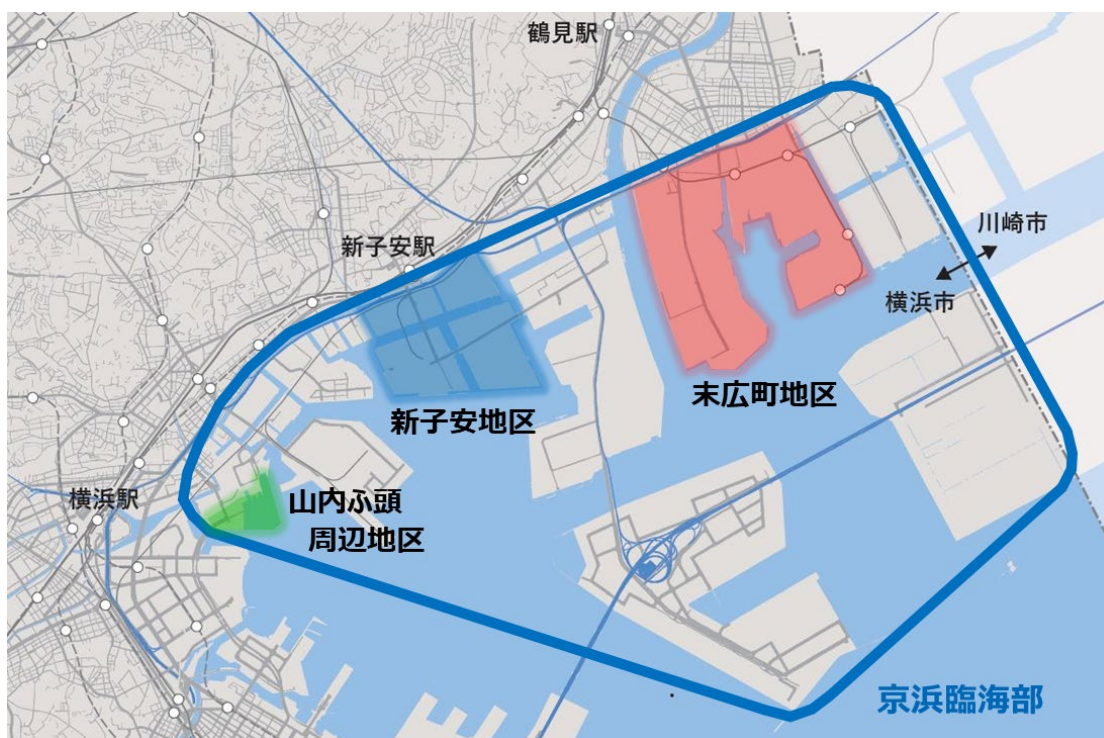 鶴見駅
新子安駅
川崎市
横浜市
末広町地区
新子安地区
横浜駅
山内ふ頭
周辺地区
京浜臨海部